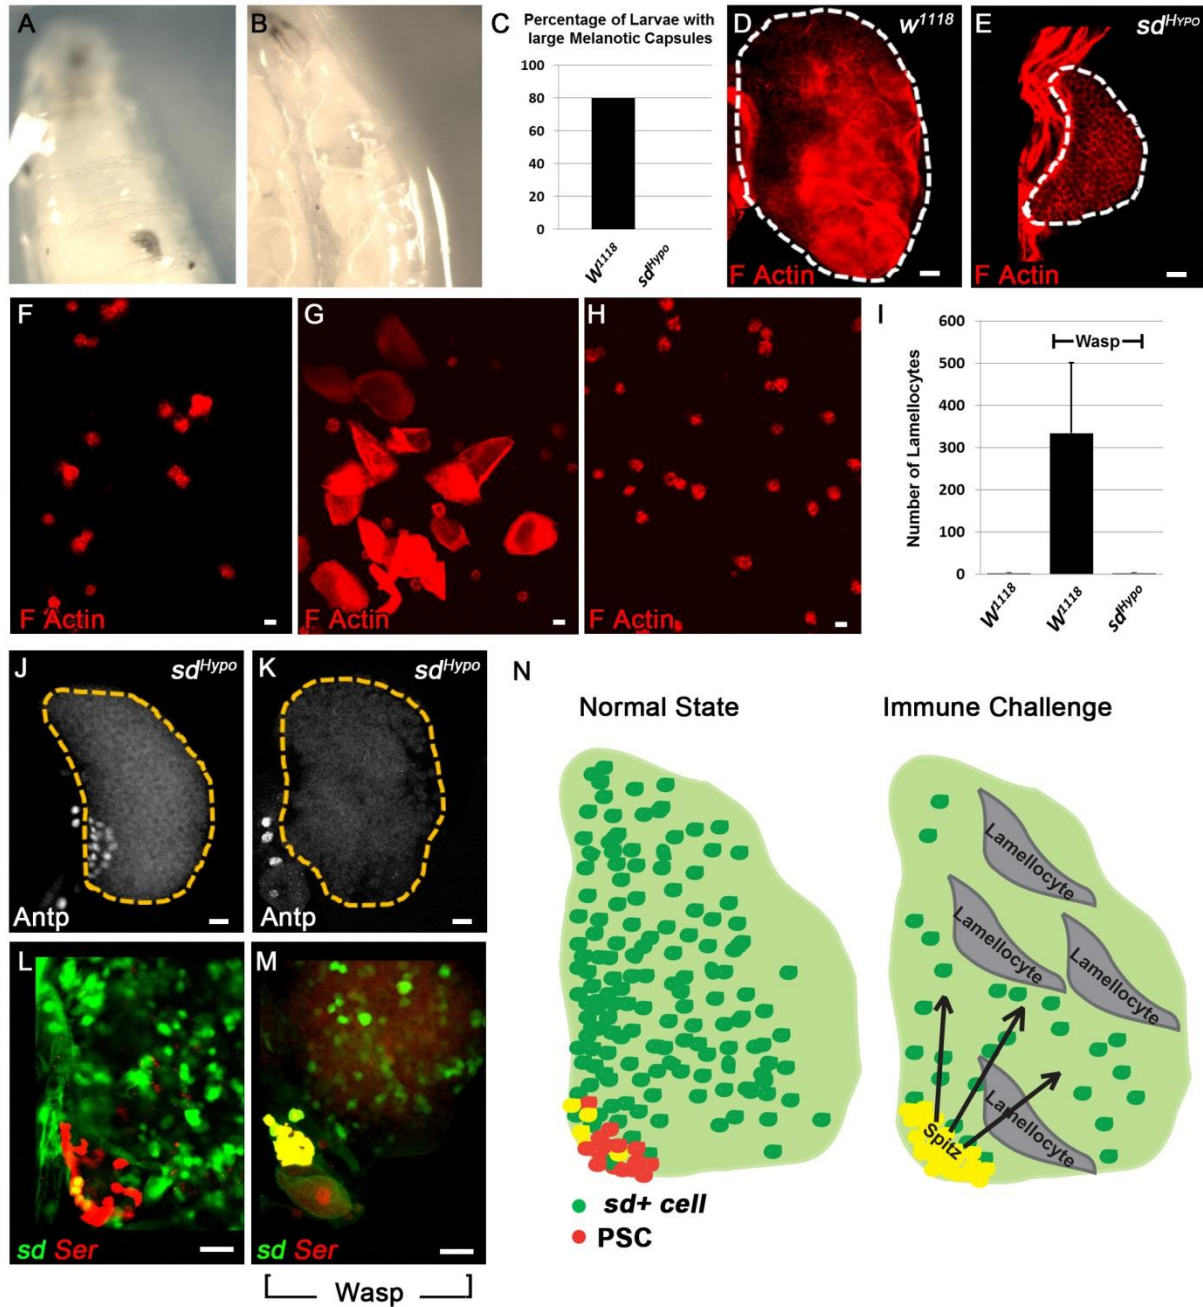 A
B
C
Percentage of Larvae with
large Melanotic Capsules
100
80
60
40
20
0
W1118
sdHypo
D
w1118
F Actin
E
sdHYPO
F Actin
F
F Actin
G
F Actin
H
F Actin
I
Number of Lamellocytes
600
500
400
300
200
100
0
Wasp
W1118
W1118
sdHypo
J
sdHypo
Antp
K
sdHypo
Antp
L
sd Ser
M
sd Ser
Wasp
N
Normal State
Immune Challenge
Lamellocyte
Lamellocyte
Lamellocyte
Lamellocyte
Spitz
sd+ cell
PSC